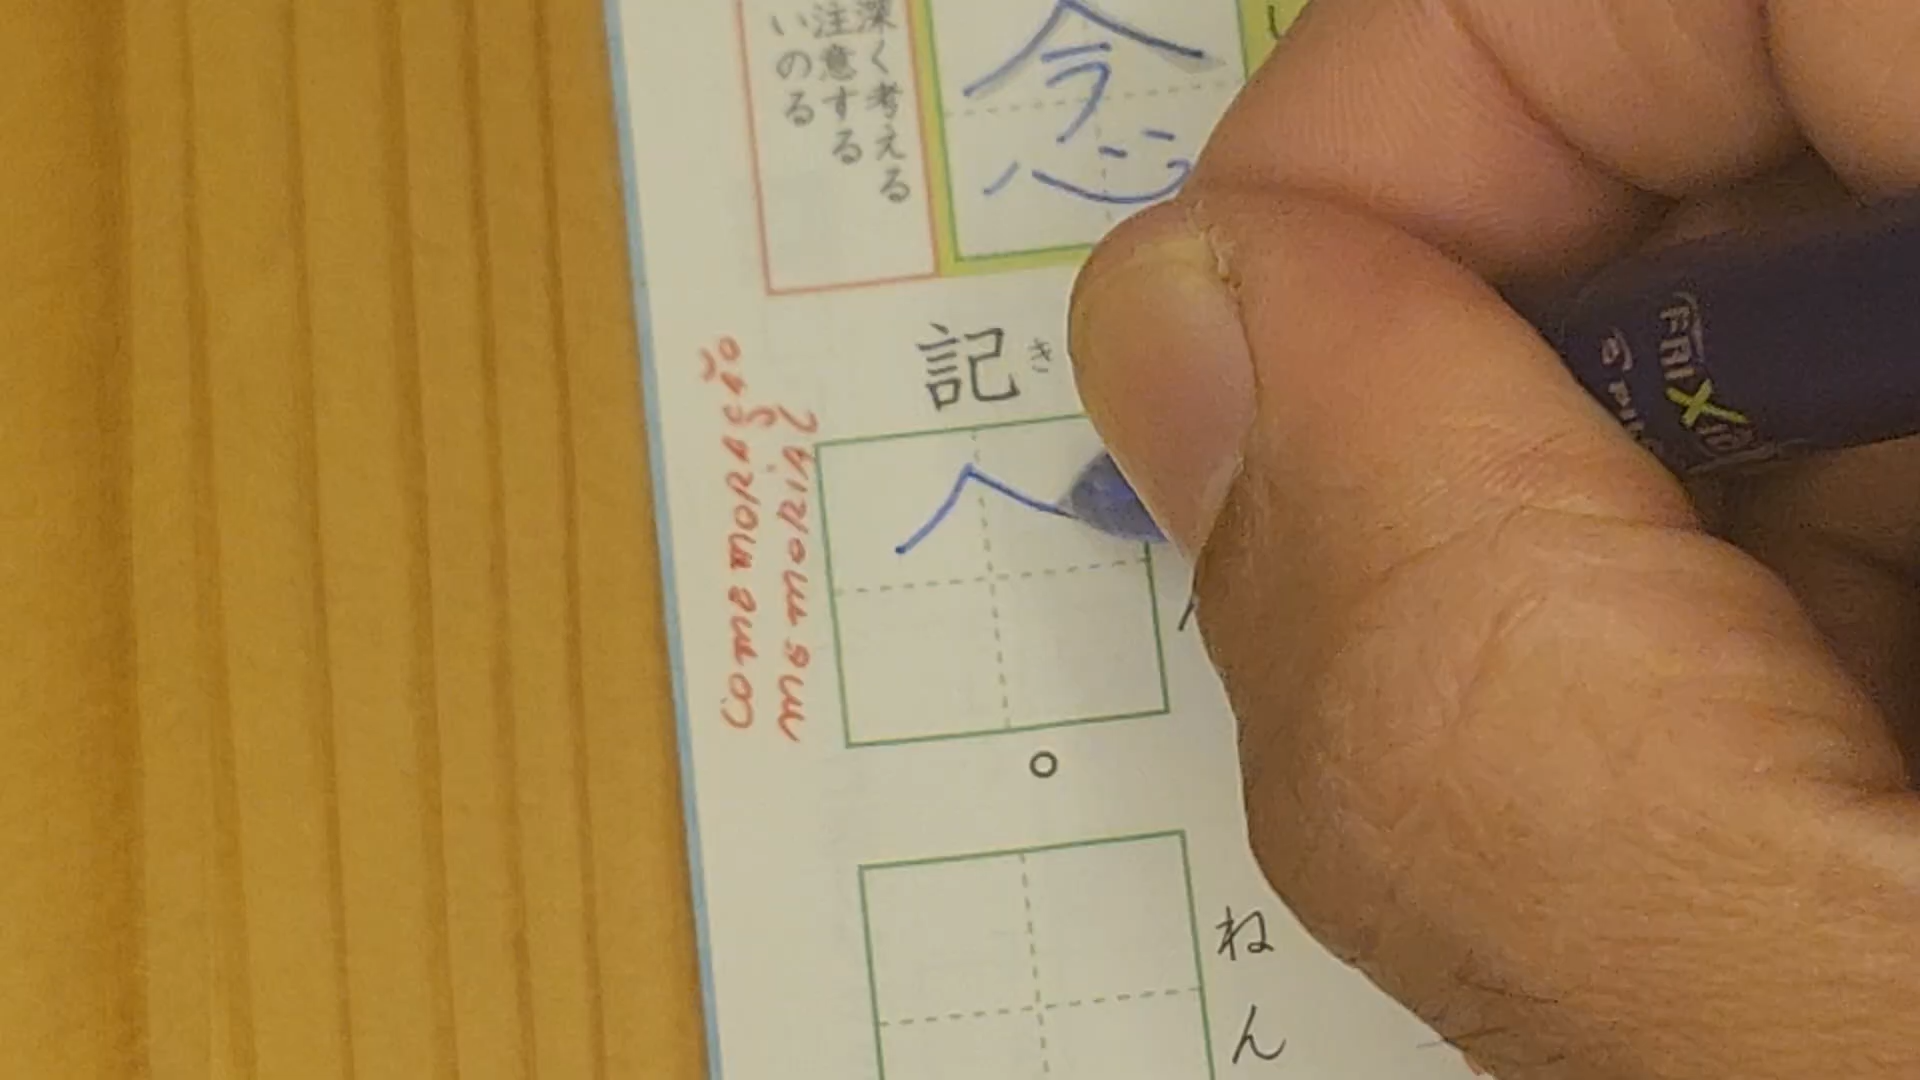 深く考える
注意する
いのる
念
記
き
comemoração
memorizar
。
ねん
FRIXION